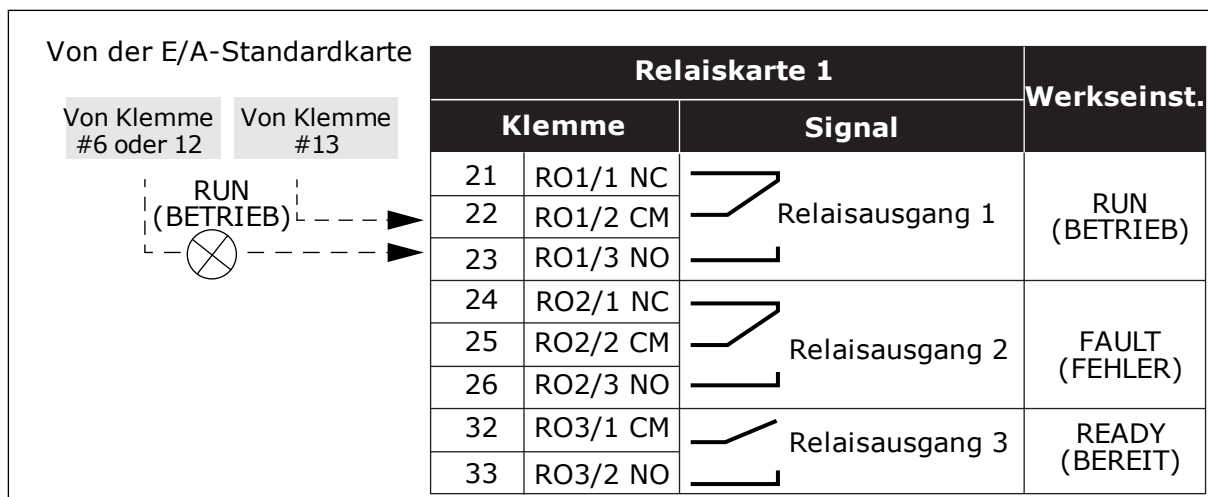 Von der E/A-Standardkarte
Von Klemme
#6 oder 12
Von Klemme
#13
RUN
(BETRIEB)
Relaiskarte 1
Werkseinst.
Klemme
Signal
21 RO1/1 NC
22 RO1/2 CM
23 RO1/3 NO
Relaisausgang 1
RUN
(BETRIEB)
24 RO2/1 NC
25 RO2/2 CM
26 RO2/3 NO
Relaisausgang 2
FAULT
(FEHLER)
32 RO3/1 CM
33 RO3/2 NO
Relaisausgang 3
READY
(BEREIT)